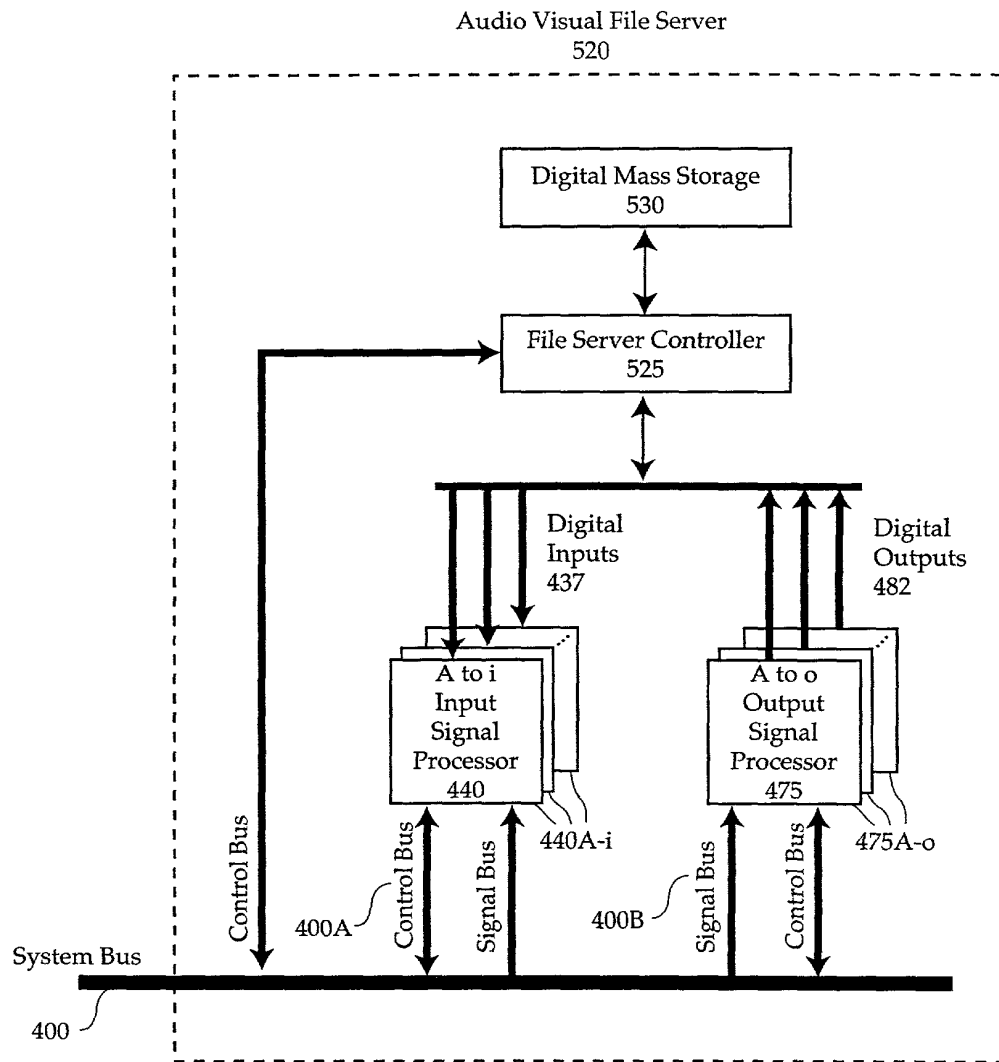 Audio Visual File Server
520
Digital Mass Storage
530
File Server Controller
525
Digital
Inputs
437
Digital
Outputs
482
A to i
Input
Signal
Processor
440
A to o
Output
Signal
Processor
475
440A-i
475A-o
Control Bus
400A
Control Bus
Signal Bus
400B
Signal Bus
Control Bus
System Bus
400